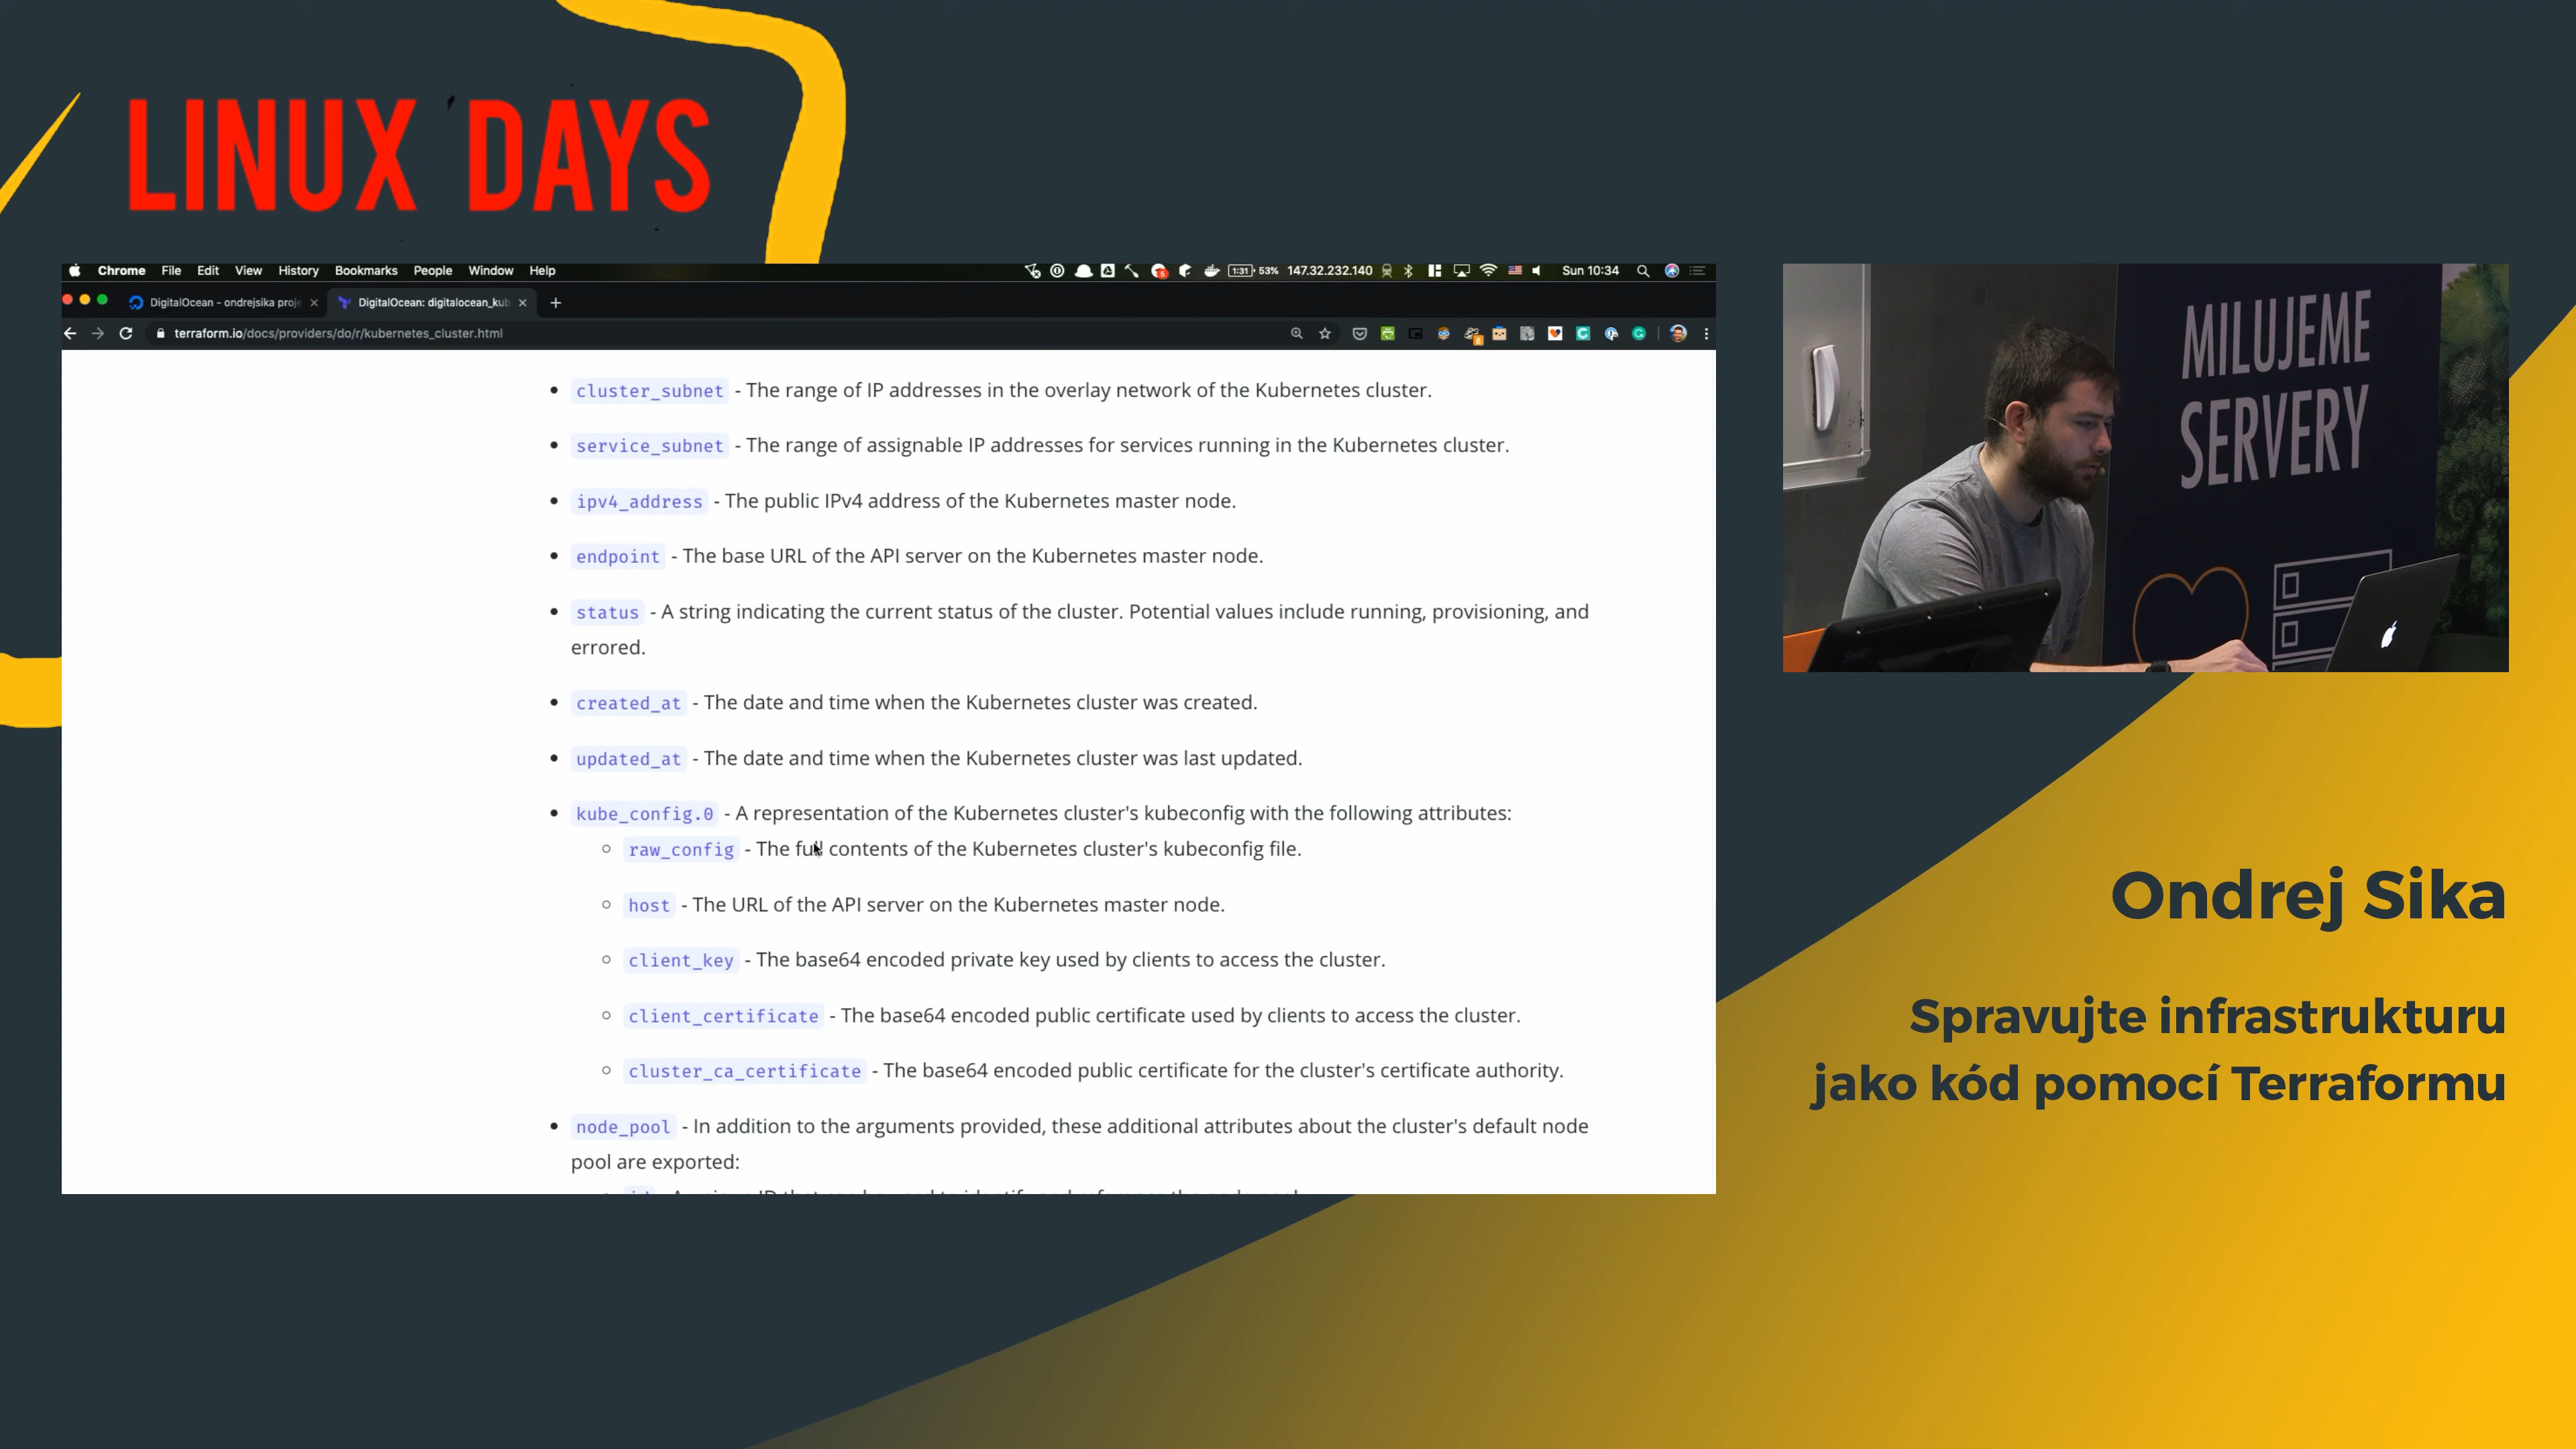 LINUX DAYS
Chrome File Edit View History Bookmarks People Window Help 1:31 53% 147.32.232.140 Sun 10:34
DigitalOcean - ondrejsika proje DigitalOcean: digitalocean_kub
terraform.io/docs/providers/do/r/kubernetes_cluster.html
cluster_subnet - The range of IP addresses in the overlay network of the Kubernetes cluster.
service_subnet - The range of assignable IP addresses for services running in the Kubernetes cluster.
ipv4_address - The public IPv4 address of the Kubernetes master node.
endpoint - The base URL of the API server on the Kubernetes master node.
status - A string indicating the current status of the cluster. Potential values include running, provisioning, and
errored.
created_at - The date and time when the Kubernetes cluster was created.
updated_at - The date and time when the Kubernetes cluster was last updated.
kube_config.0 - A representation of the Kubernetes cluster's kubeconfig with the following attributes:
raw_config - The full contents of the Kubernetes cluster's kubeconfig file.
host - The URL of the API server on the Kubernetes master node.
client_key - The base64 encoded private key used by clients to access the cluster.
client_certificate - The base64 encoded public certificate used by clients to access the cluster.
cluster_ca_certificate - The base64 encoded public certificate for the cluster's certificate authority.
node_pool - In addition to the arguments provided, these additional attributes about the cluster's default node
pool are exported:
MILUJEME
SERVERY
Ondrej Sika
Spravujte infrastrukturu
jako kód pomocí Terraformu